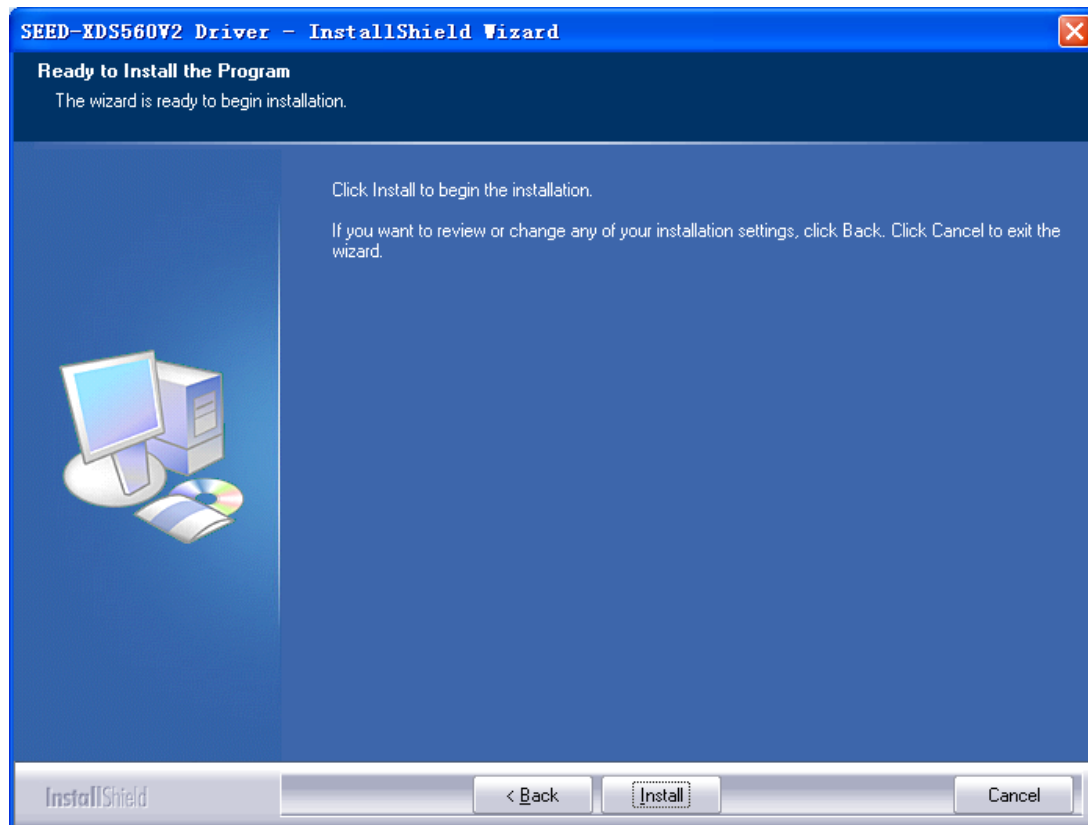 SEED-XDS560V2 Driver - InstallShield Wizard
Ready to Install the Program
The wizard is ready to begin installation.
Click Install to begin the installation.
If you want to review or change any of your installation settings, click Back. Click Cancel to exit the
wizard.
InstallShield
< Back
Install
Cancel